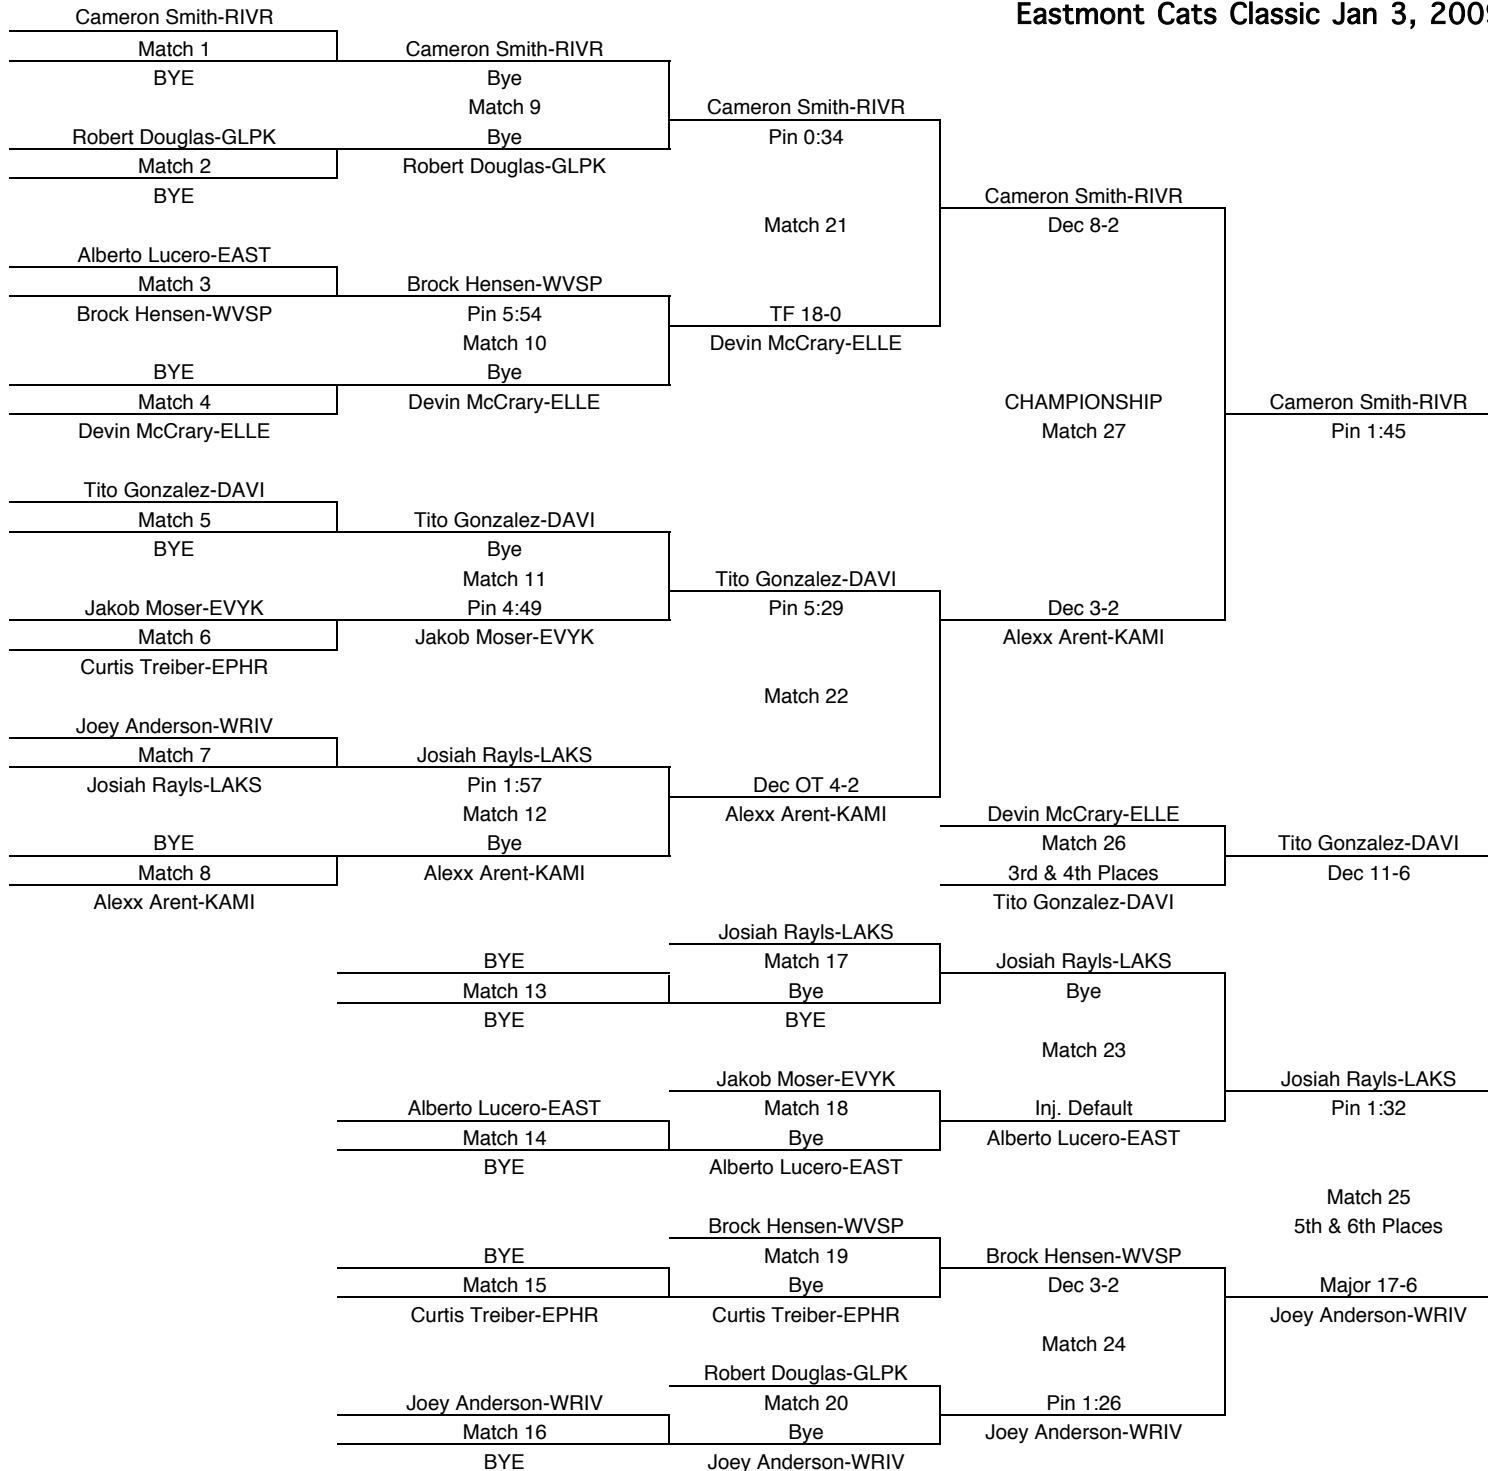 Eastmont Cats Classic Jan 3, 2009
Cameron Smith-RIVR
Match 1
BYE
Robert Douglas-GLPK
Match 2
BYE
Alberto Lucero-EAST
Match 3
Brock Hensen-WVSP
BYE
Match 4
Devin McCrary-ELLE
Tito Gonzalez-DAVI
Match 5
BYE
Jakob Moser-EVYK
Match 6
Curtis Treiber-EPHR
Joey Anderson-WRIV
Match 7
Josiah Rayls-LAKS
BYE
Match 8
Alexx Arent-KAMI
Cameron Smith-RIVR
Bye
Match 9
Bye
Robert Douglas-GLPK
Brock Hensen-WVSP
Pin 5:54
Match 10
Bye
Devin McCrary-ELLE
Tito Gonzalez-DAVI
Bye
Match 11
Pin 4:49
Jakob Moser-EVYK
Josiah Rayls-LAKS
Pin 1:57
Match 12
Bye
Alexx Arent-KAMI
Cameron Smith-RIVR
Pin 0:34
Match 21
TF 18-0
Devin McCrary-ELLE
Tito Gonzalez-DAVI
Pin 5:29
Match 22
Dec OT 4-2
Alexx Arent-KAMI
Cameron Smith-RIVR
Dec 8-2
CHAMPIONSHIP
Match 27
Dec 3-2
Alexx Arent-KAMI
Cameron Smith-RIVR
Pin 1:45
Devin McCrary-ELLE
Match 26
3rd & 4th Places
Tito Gonzalez-DAVI
Tito Gonzalez-DAVI
Dec 11-6
BYE
Match 13
BYE
Alberto Lucero-EAST
Match 14
BYE
BYE
Match 15
Curtis Treiber-EPHR
Joey Anderson-WRIV
Match 16
BYE
Josiah Rayls-LAKS
Match 17
Bye
BYE
Jakob Moser-EVYK
Match 18
Bye
Alberto Lucero-EAST
Brock Hensen-WVSP
Match 19
Bye
Curtis Treiber-EPHR
Robert Douglas-GLPK
Match 20
Bye
Joey Anderson-WRIV
Josiah Rayls-LAKS
Bye
Match 23
Inj. Default
Alberto Lucero-EAST
Brock Hensen-WVSP
Dec 3-2
Match 24
Pin 1:26
Joey Anderson-WRIV
Josiah Rayls-LAKS
Pin 1:32
Match 25
5th & 6th Places
Major 17-6
Joey Anderson-WRIV